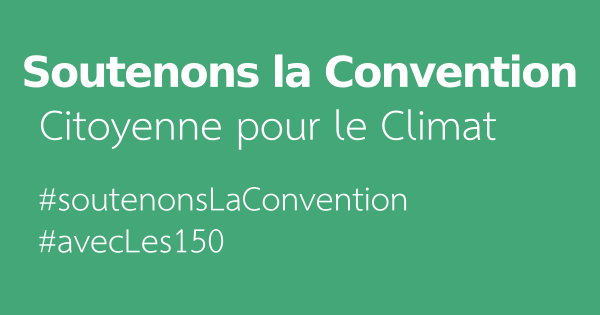 Soutenons la Convention
Citoyenne pour le Climat
#soutenonsLaConvention
#avecLes150